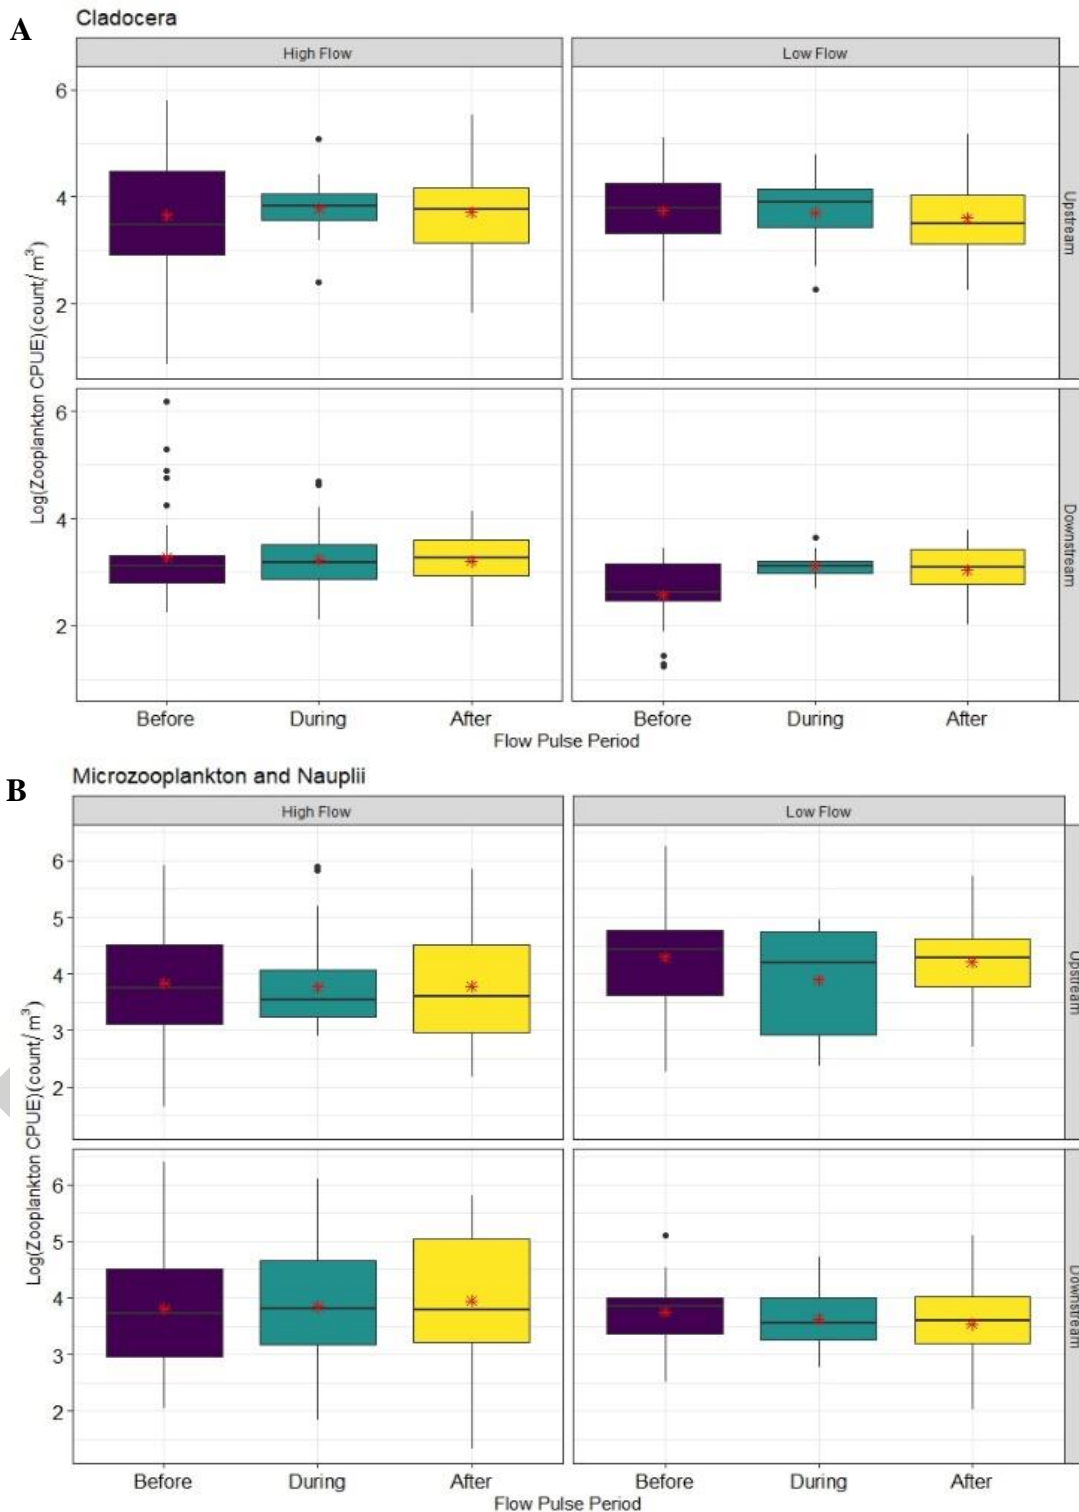 A
Cladocera
High Flow
Low Flow
6
4
2
Upstream
6
4
2
Downstream
Log(Zooplankton CPUE)(count/m³)
Before
During
After
Before
During
After
Flow Pulse Period
B
Microzooplankton and Nauplii
High Flow
Low Flow
6
5
4
3
2
Upstream
6
5
4
3
2
Downstream
Log(Zooplankton CPUE)(count/m³)
Before
During
After
Before
During
After
Flow Pulse Period